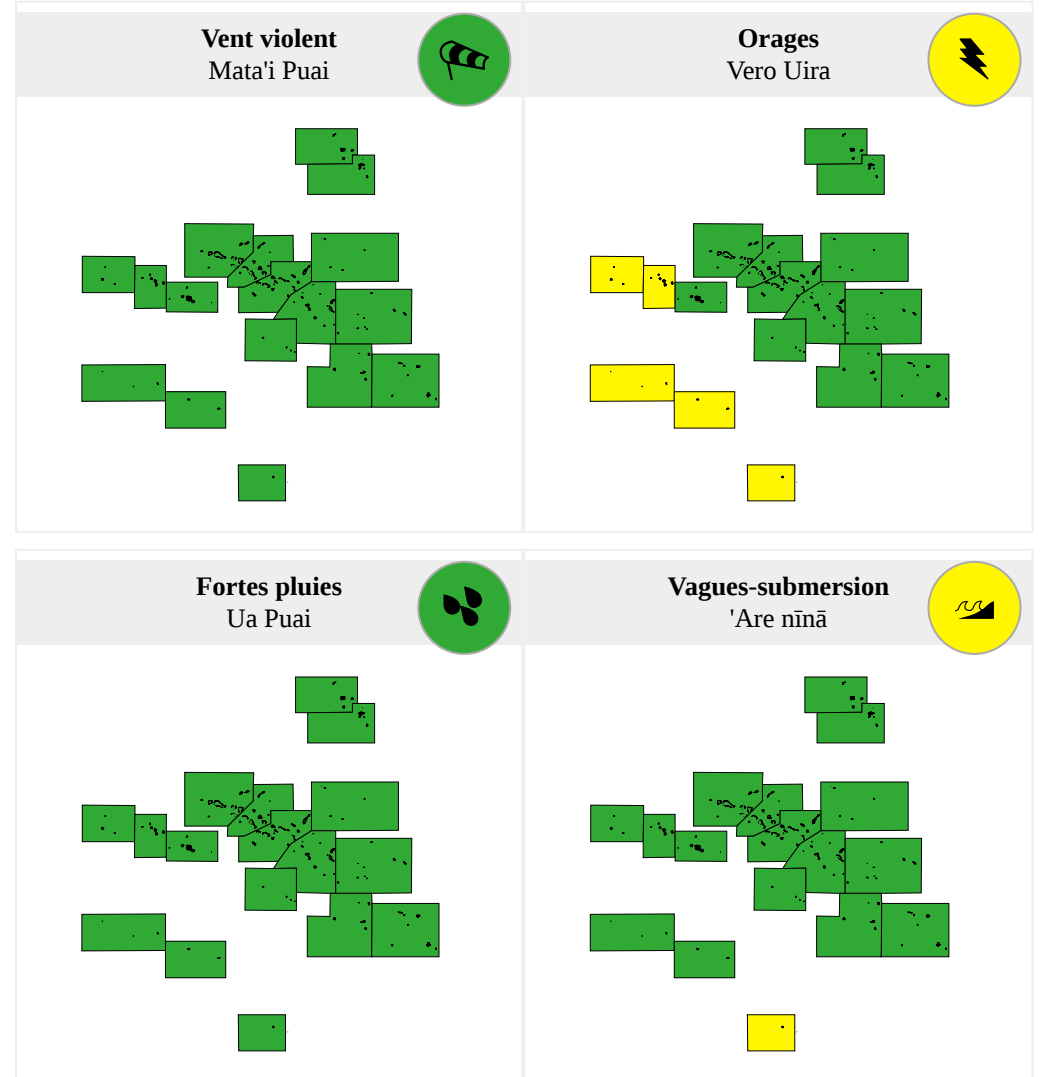 Vent violent
Mata'i Puai
Orages
Vero Uira
Fortes pluies
Ua Puai
Vagues-submersion
'Are nīnā